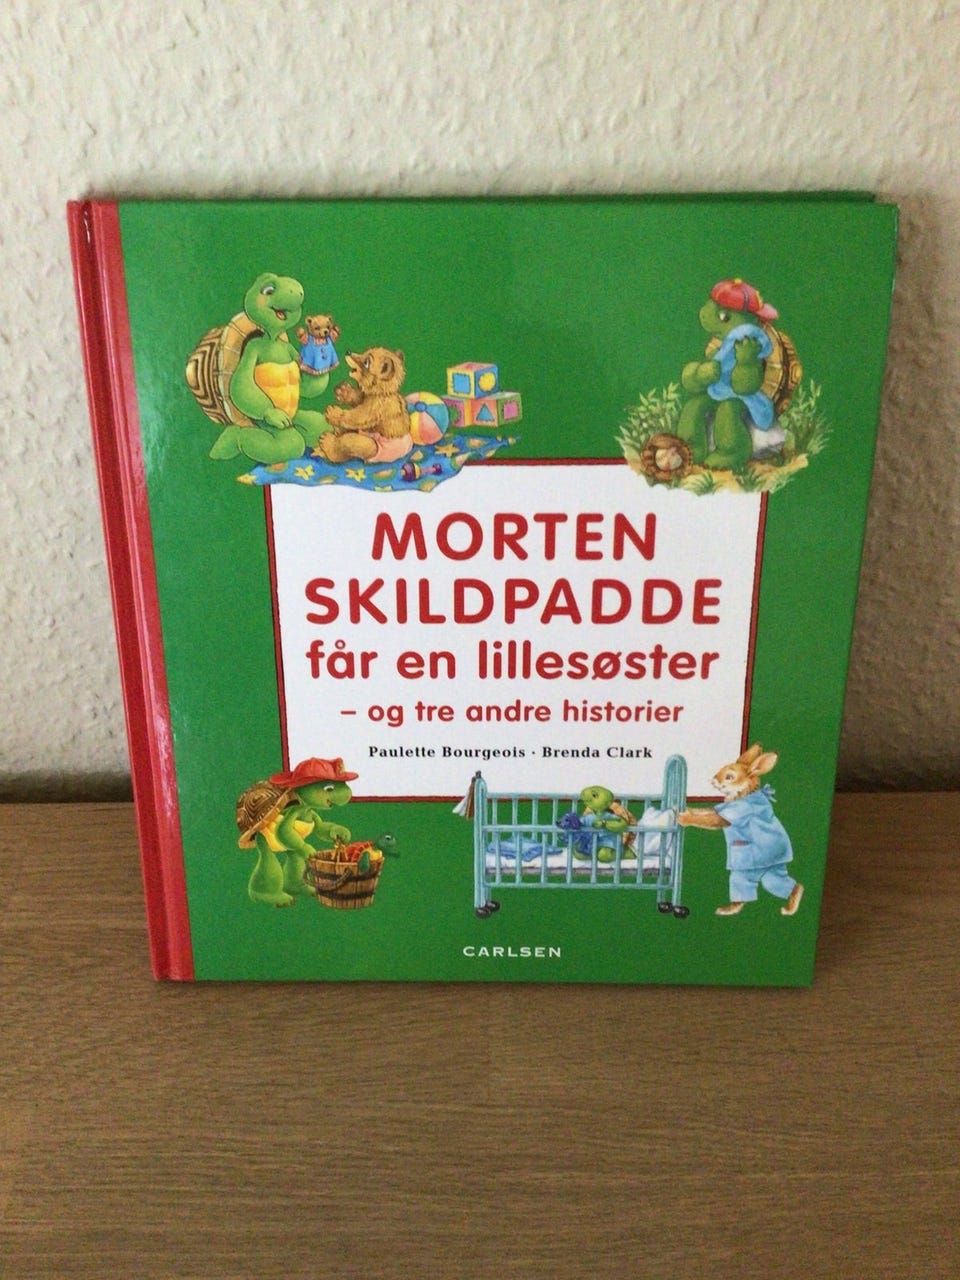 MORTEN
SKILDPADDE
får en lillesøster
– og tre andre historier
Paulette Bourgeois · Brenda Clark
CARLSEN